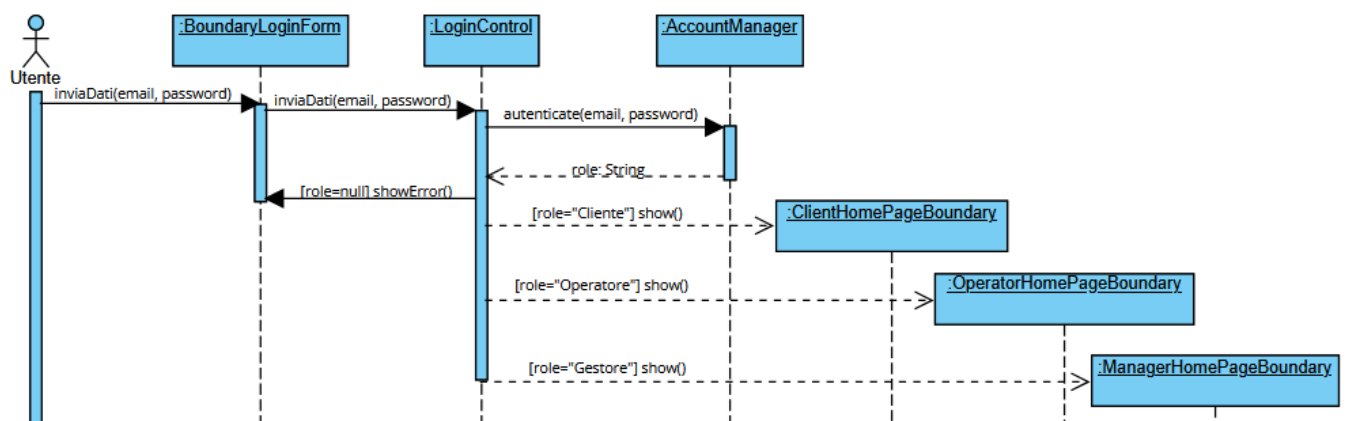 :BoundaryLoginForm
:LoginControl
:AccountManager
Utente
inviaDati(email, password)
inviaDati(email, password)
autenticate(email, password)
role: String
[role=null] showError()
[role="Cliente"] show()
:ClientHomePageBoundary
[role="Operatore"] show()
:OperatorHomePageBoundary
[role="Gestore"] show()
:ManagerHomePageBoundary